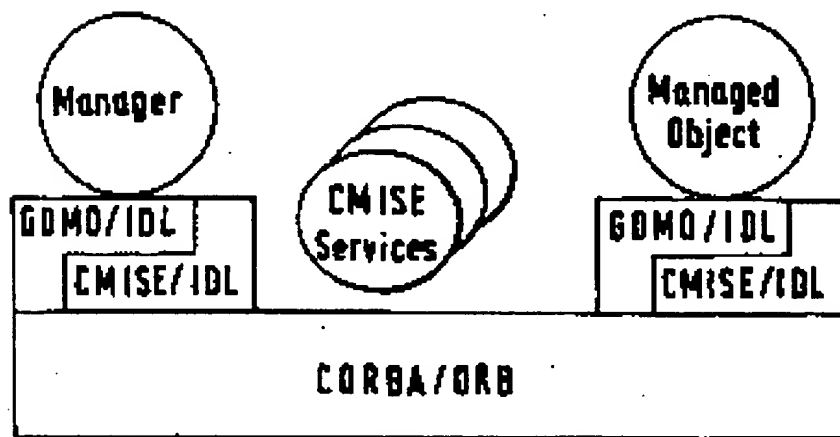 Manager
Managed
Object
CMISE
Services
GDMO/IDL
CMISE/IDL
GDMO/IDL
CMISE/IDL
CORBA/ORB